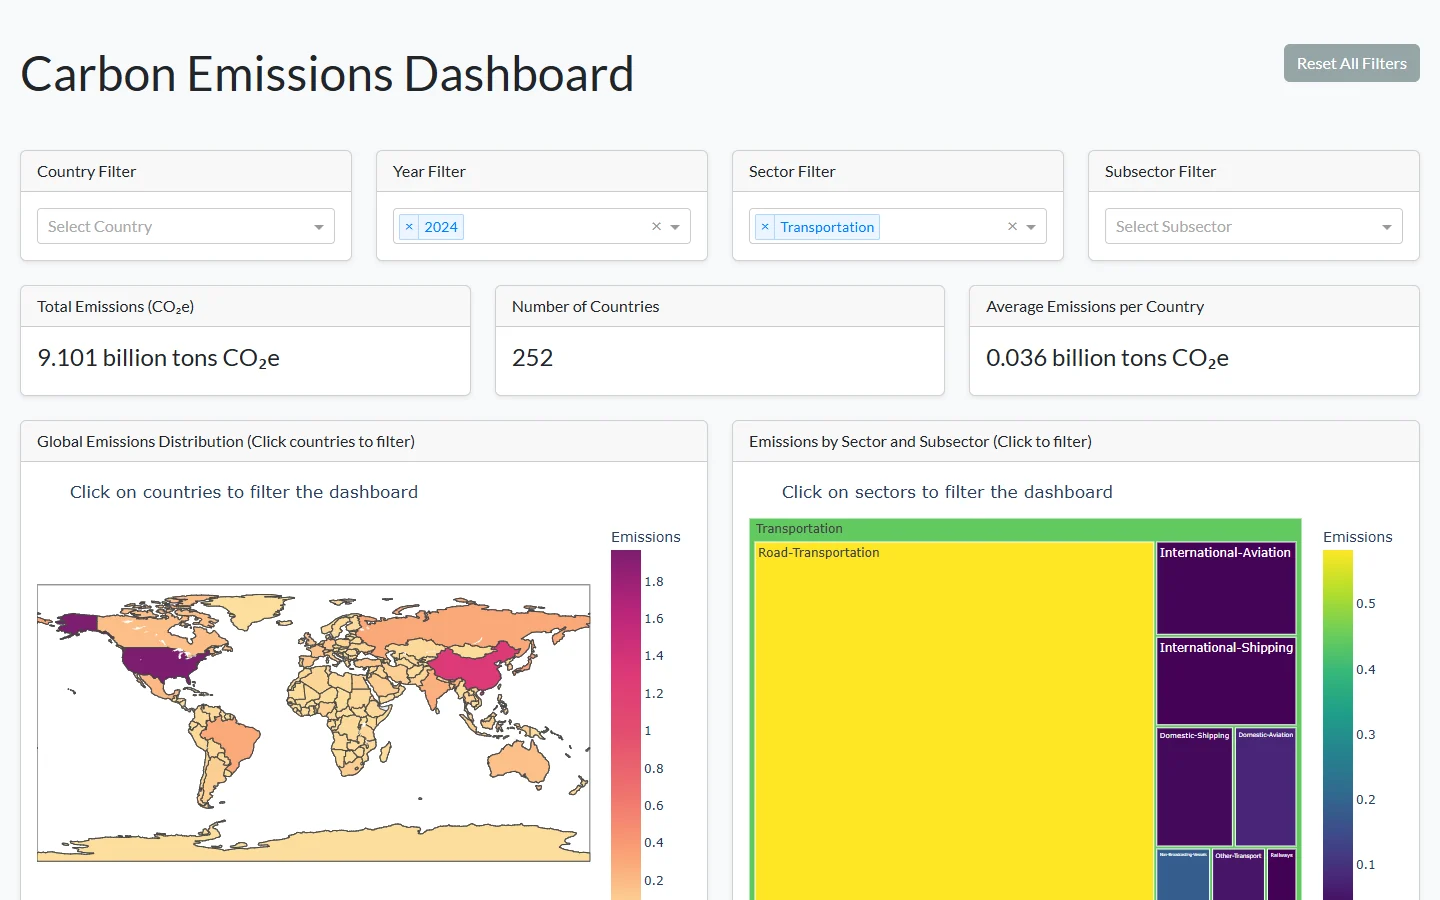 Carbon Emissions Dashboard
Reset All Filters
Country Filter
Year Filter
Sector Filter
Subsector Filter
Select Country
× 2024 ×
× Transportation ×
Select Subsector
Total Emissions (CO₂e)
Number of Countries
Average Emissions per Country
9.101 billion tons CO₂e
252
0.036 billion tons CO₂e
Global Emissions Distribution (Click countries to filter)
Click on countries to filter the dashboard
Emissions
1.8
1.6
1.4
1.2
1
0.8
0.6
0.4
0.2
Emissions by Sector and Subsector (Click to filter)
Click on sectors to filter the dashboard
Transportation
Road-Transportation
International-Aviation
International-Shipping
Domestic-Shipping
Domestic-Aviation
Non-Broadcasting-Vessels
Other-Transport
Railways
Emissions
0.5
0.4
0.3
0.2
0.1